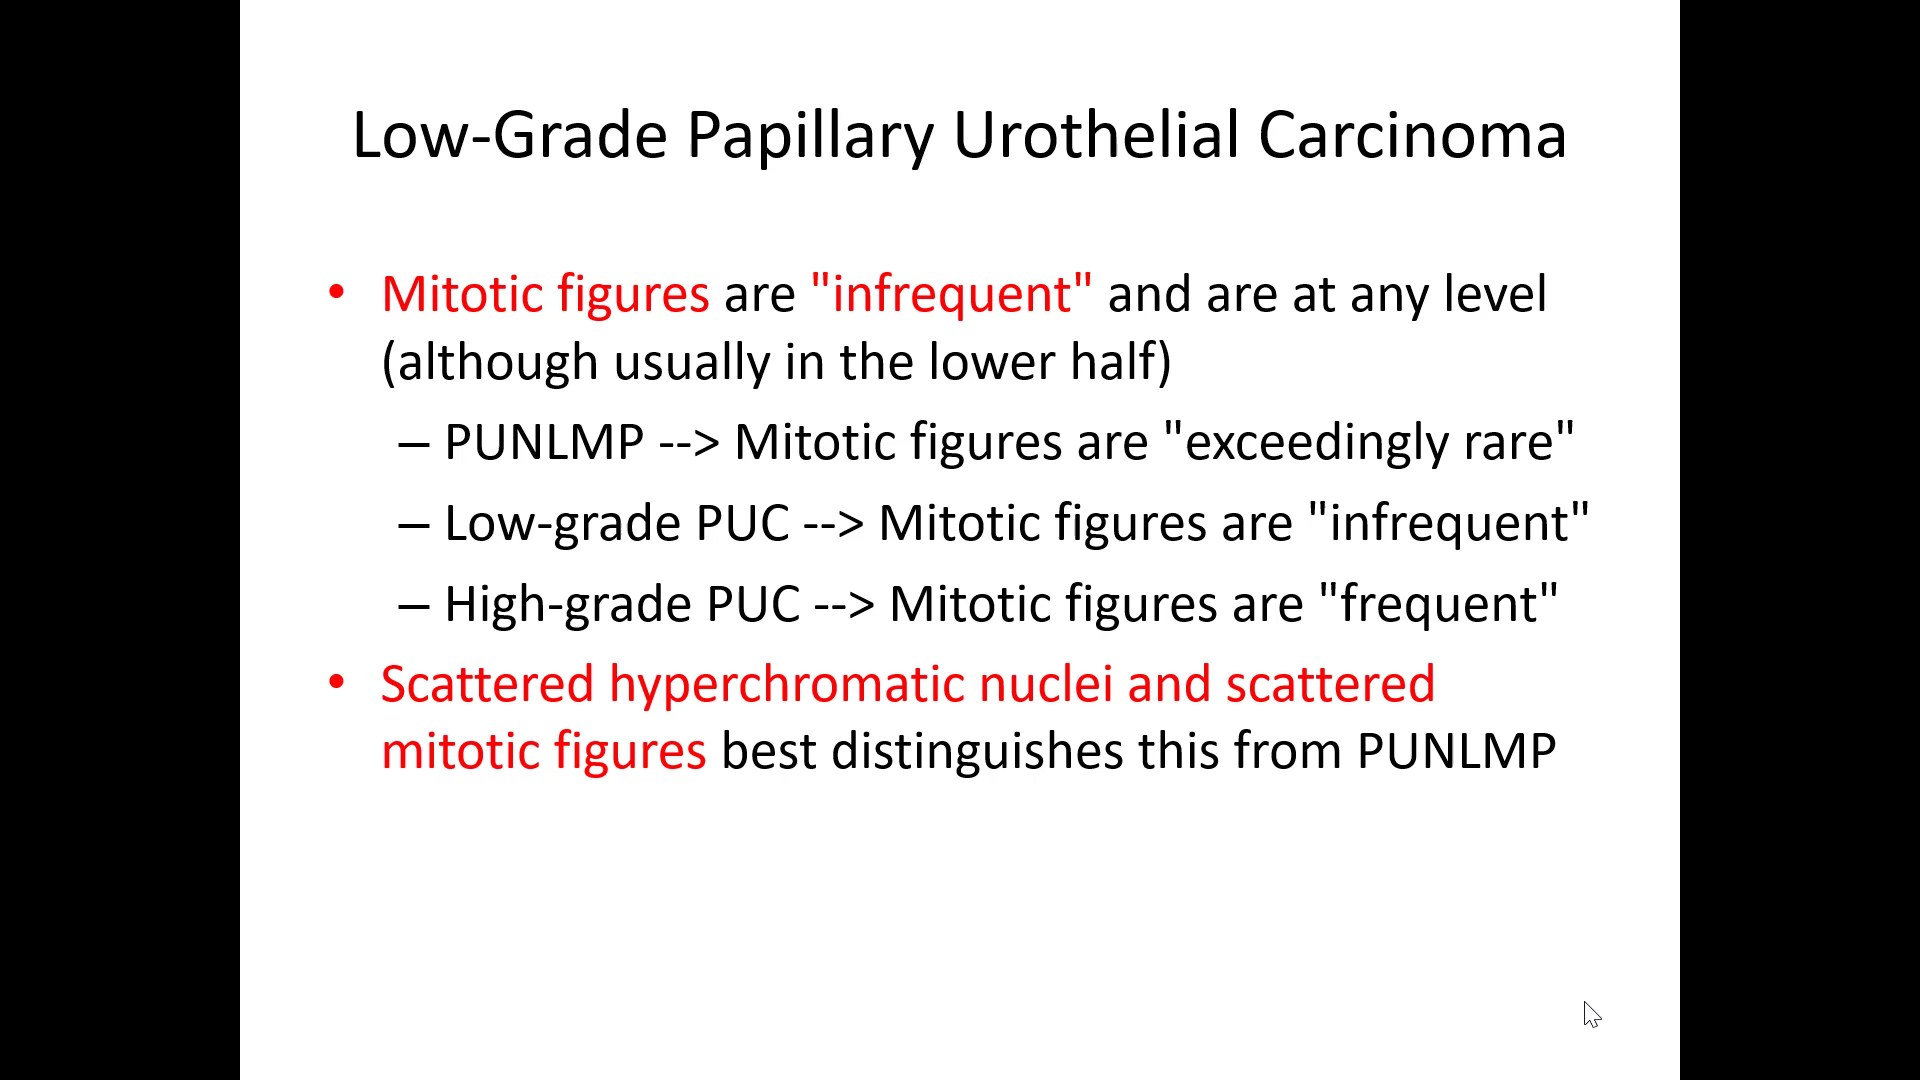 Low-Grade Papillary Urothelial Carcinoma
• Mitotic figures are "infrequent" and are at any level
(although usually in the lower half)
– PUNLMP --> Mitotic figures are "exceedingly rare"
– Low-grade PUC --> Mitotic figures are "infrequent"
– High-grade PUC --> Mitotic figures are "frequent"
• Scattered hyperchromatic nuclei and scattered
mitotic figures best distinguishes this from PUNLMP